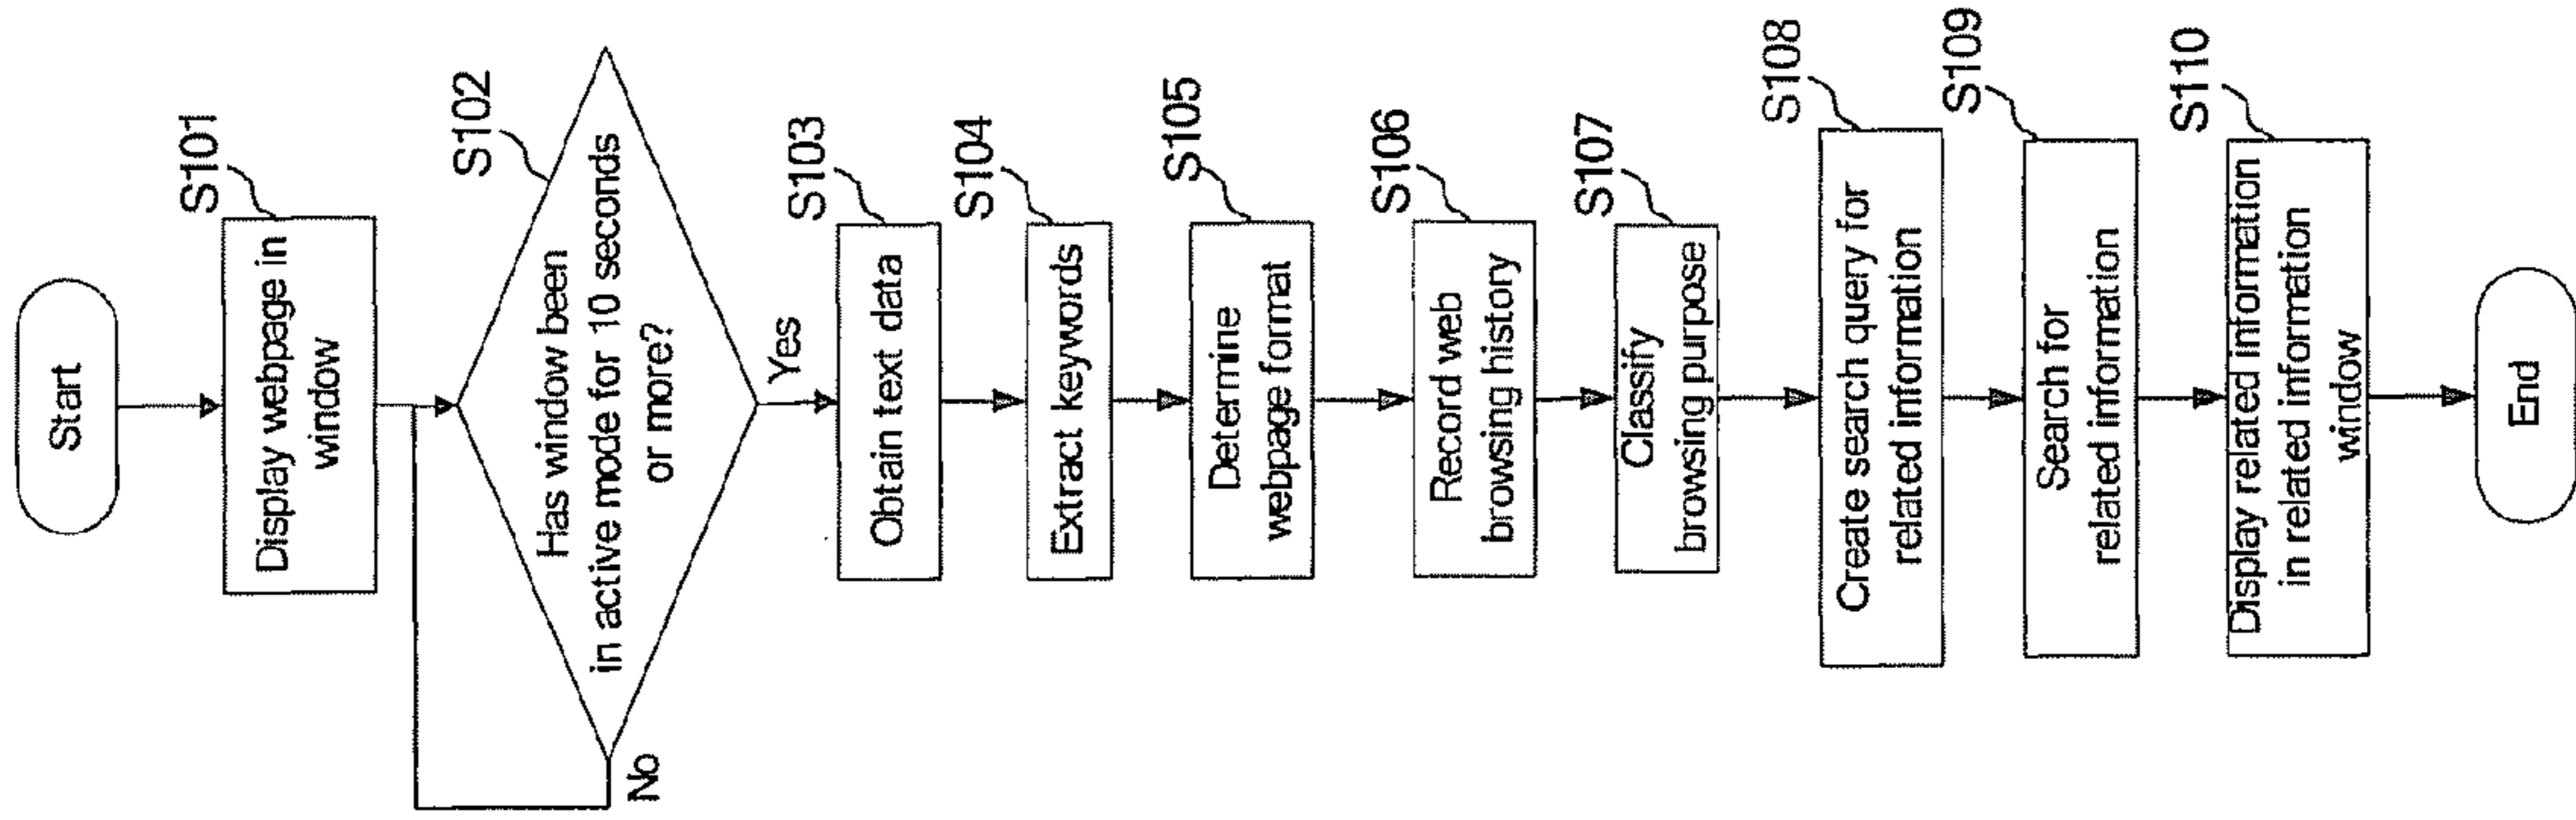 Start
S101
Display webpage in
window
S102
Has window been
in active mode for 10 seconds
or more?
No
Yes
S103
Obtain text data
S104
Extract keywords
S105
Determine
webpage format
S106
Record web
browsing history
S107
Classify
browsing purpose
S108
Create search query for
related information
S109
Search for
related information
S110
Display related information
in related information
window
End